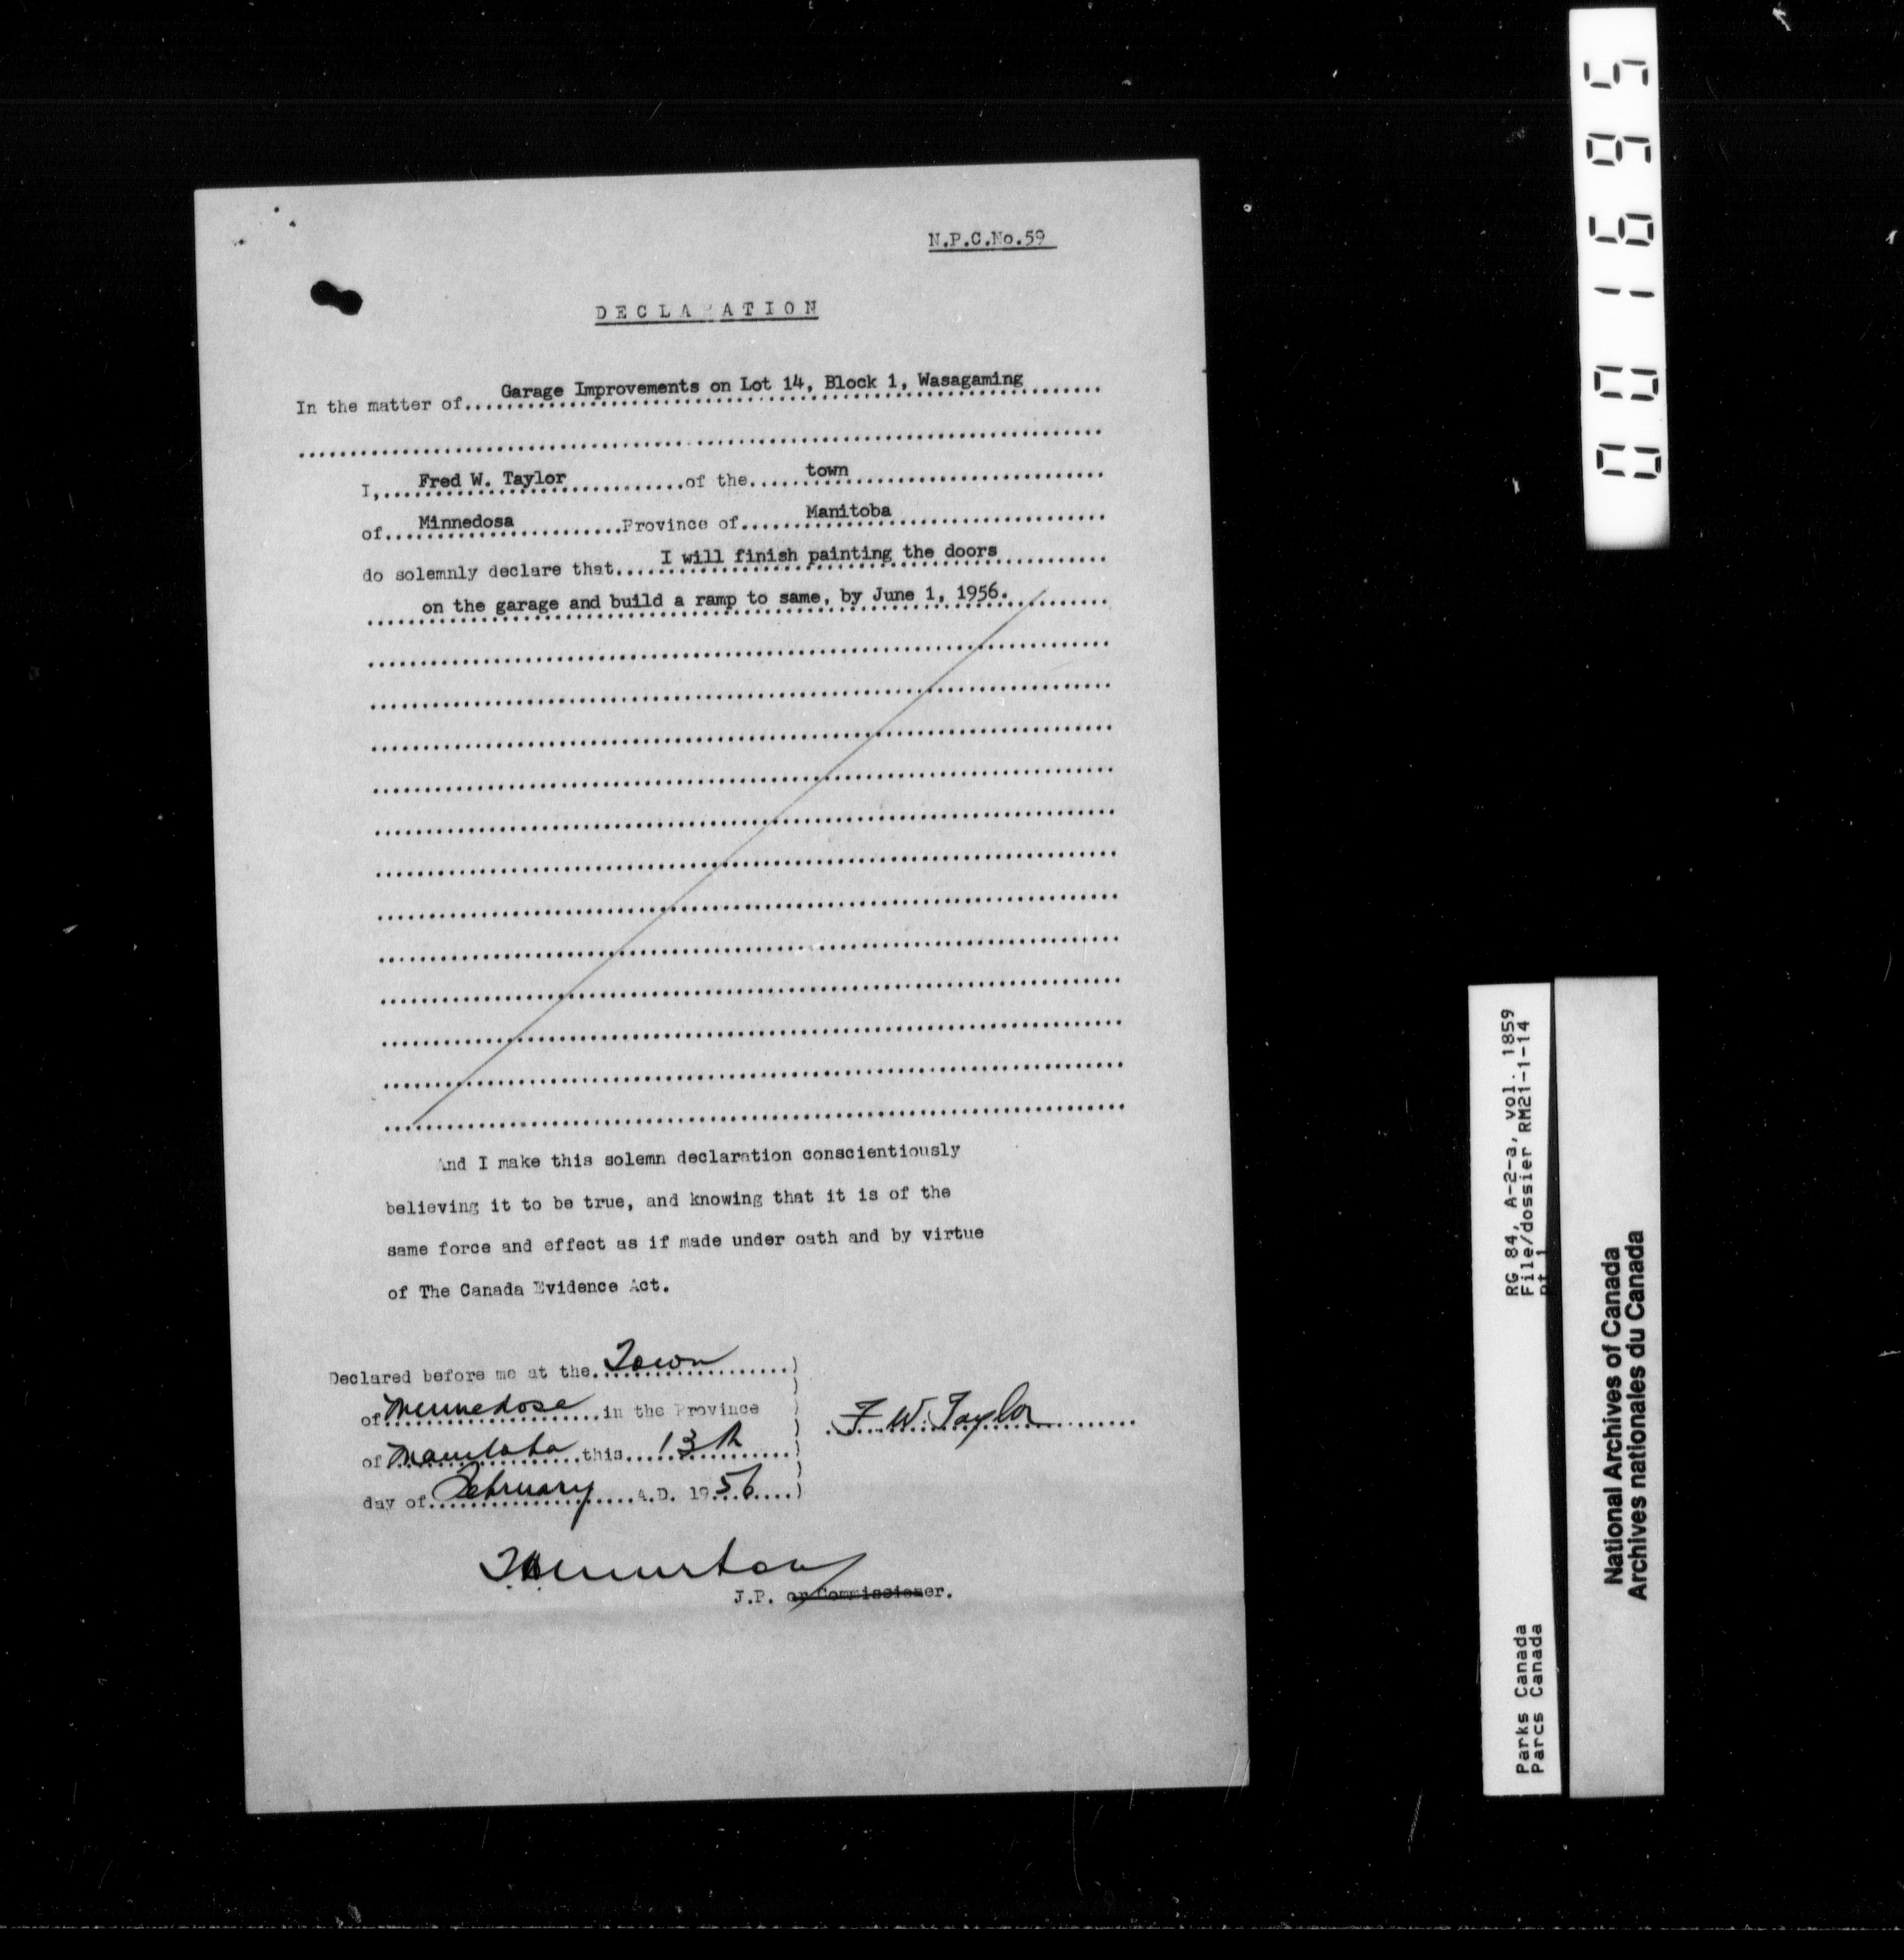 N.P.C.No.59
DECLARATION
In the matter of....Garage Improvements on Lot 14, Block 1, Wasagaming.......
I,....Fred W. Taylor............of the......town
of....Minnedosa............Province of......Manitoba
do solemnly declare that....I will finish painting the doors
on the garage and build a ramp to same, by June 1, 1956.
And I make this solemn declaration conscientiously
believing it to be true, and knowing that it is of the
same force and effect as if made under oath and by virtue
of The Canada Evidence Act.
Declared before me at the Town
of Minnedosa in the Province
of Manitoba this 13th
day of February A.D. 1956
F. W. Taylor
J.P. or Commissioner.
001695
RG 84, A-2-a, vol. 1859
File/dossier RM21-1-14
pt 1
Parks Canada
Parcs Canada
National Archives of Canada
Archives nationales du Canada